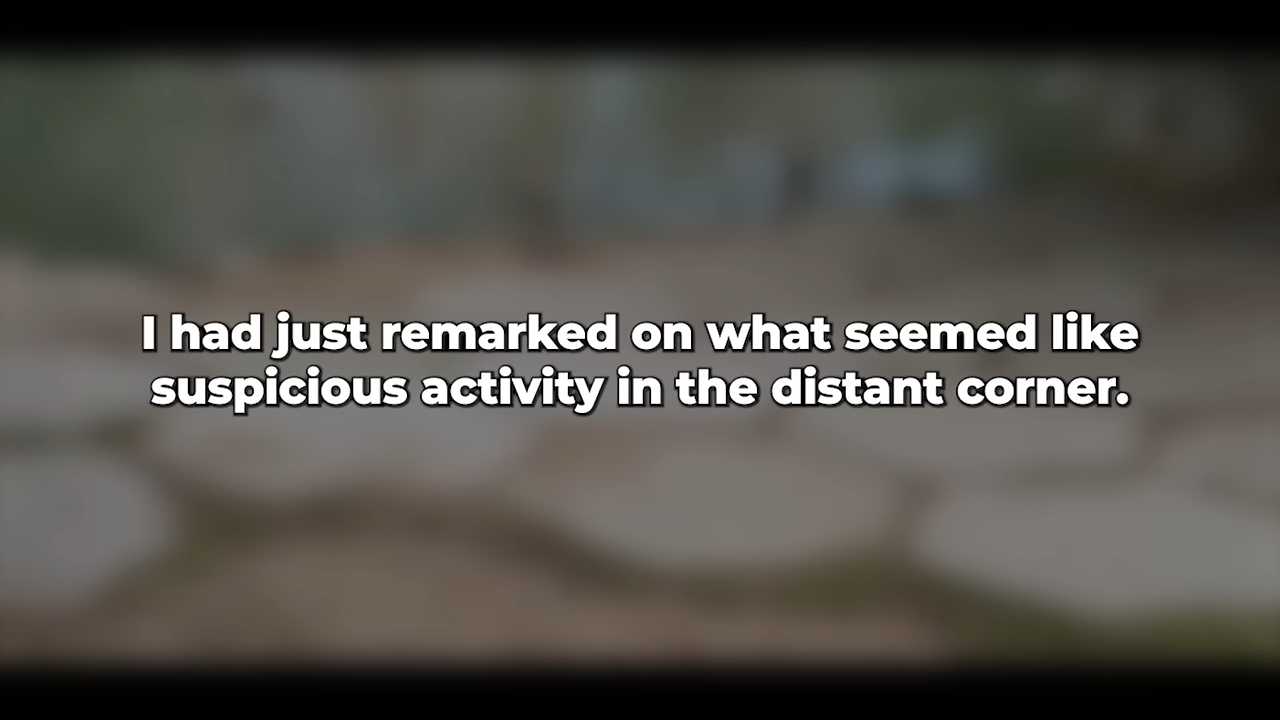 I had just remarked on what seemed like
suspicious activity in the distant corner.